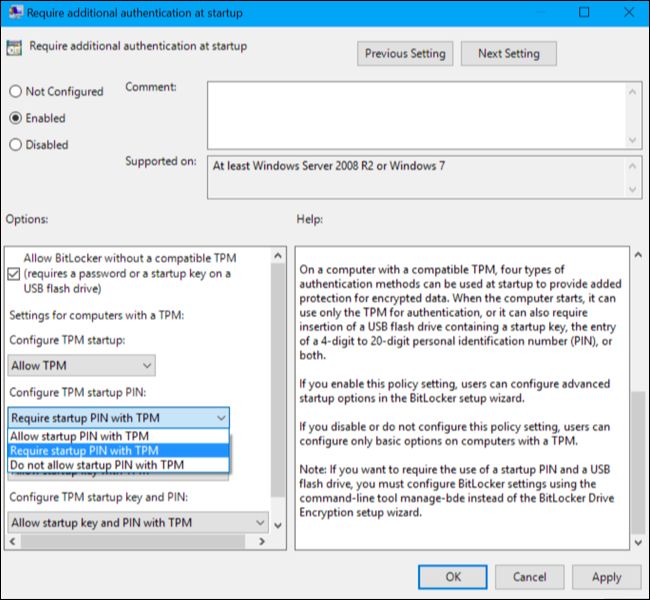 Require additional authentication at startup
Require additional authentication at startup
Previous Setting
Next Setting
Not Configured
Enabled
Disabled
Comment:
Supported on:
At least Windows Server 2008 R2 or Windows 7
Options:
Help:
Allow BitLocker without a compatible TPM
(requires a password or a startup key on a
USB flash drive)
Settings for computers with a TPM:
Configure TPM startup:
Allow TPM
Configure TPM startup PIN:
Require startup PIN with TPM
Allow startup PIN with TPM
Require startup PIN with TPM
Do not allow startup PIN with TPM
Configure TPM startup key and PIN:
Allow startup key and PIN with TPM
On a computer with a compatible TPM, four types of
authentication methods can be used at startup to provide added
protection for encrypted data. When the computer starts, it can
use only the TPM for authentication, or it can also require
insertion of a USB flash drive containing a startup key, the entry
of a 4-digit to 20-digit personal identification number (PIN), or
both.
If you enable this policy setting, users can configure advanced
startup options in the BitLocker setup wizard.
If you disable or do not configure this policy setting, users can
configure only basic options on computers with a TPM.
Note: If you want to require the use of a startup PIN and a USB
flash drive, you must configure BitLocker settings using the
command-line tool manage-bde instead of the BitLocker Drive
Encryption setup wizard.
OK
Cancel
Apply